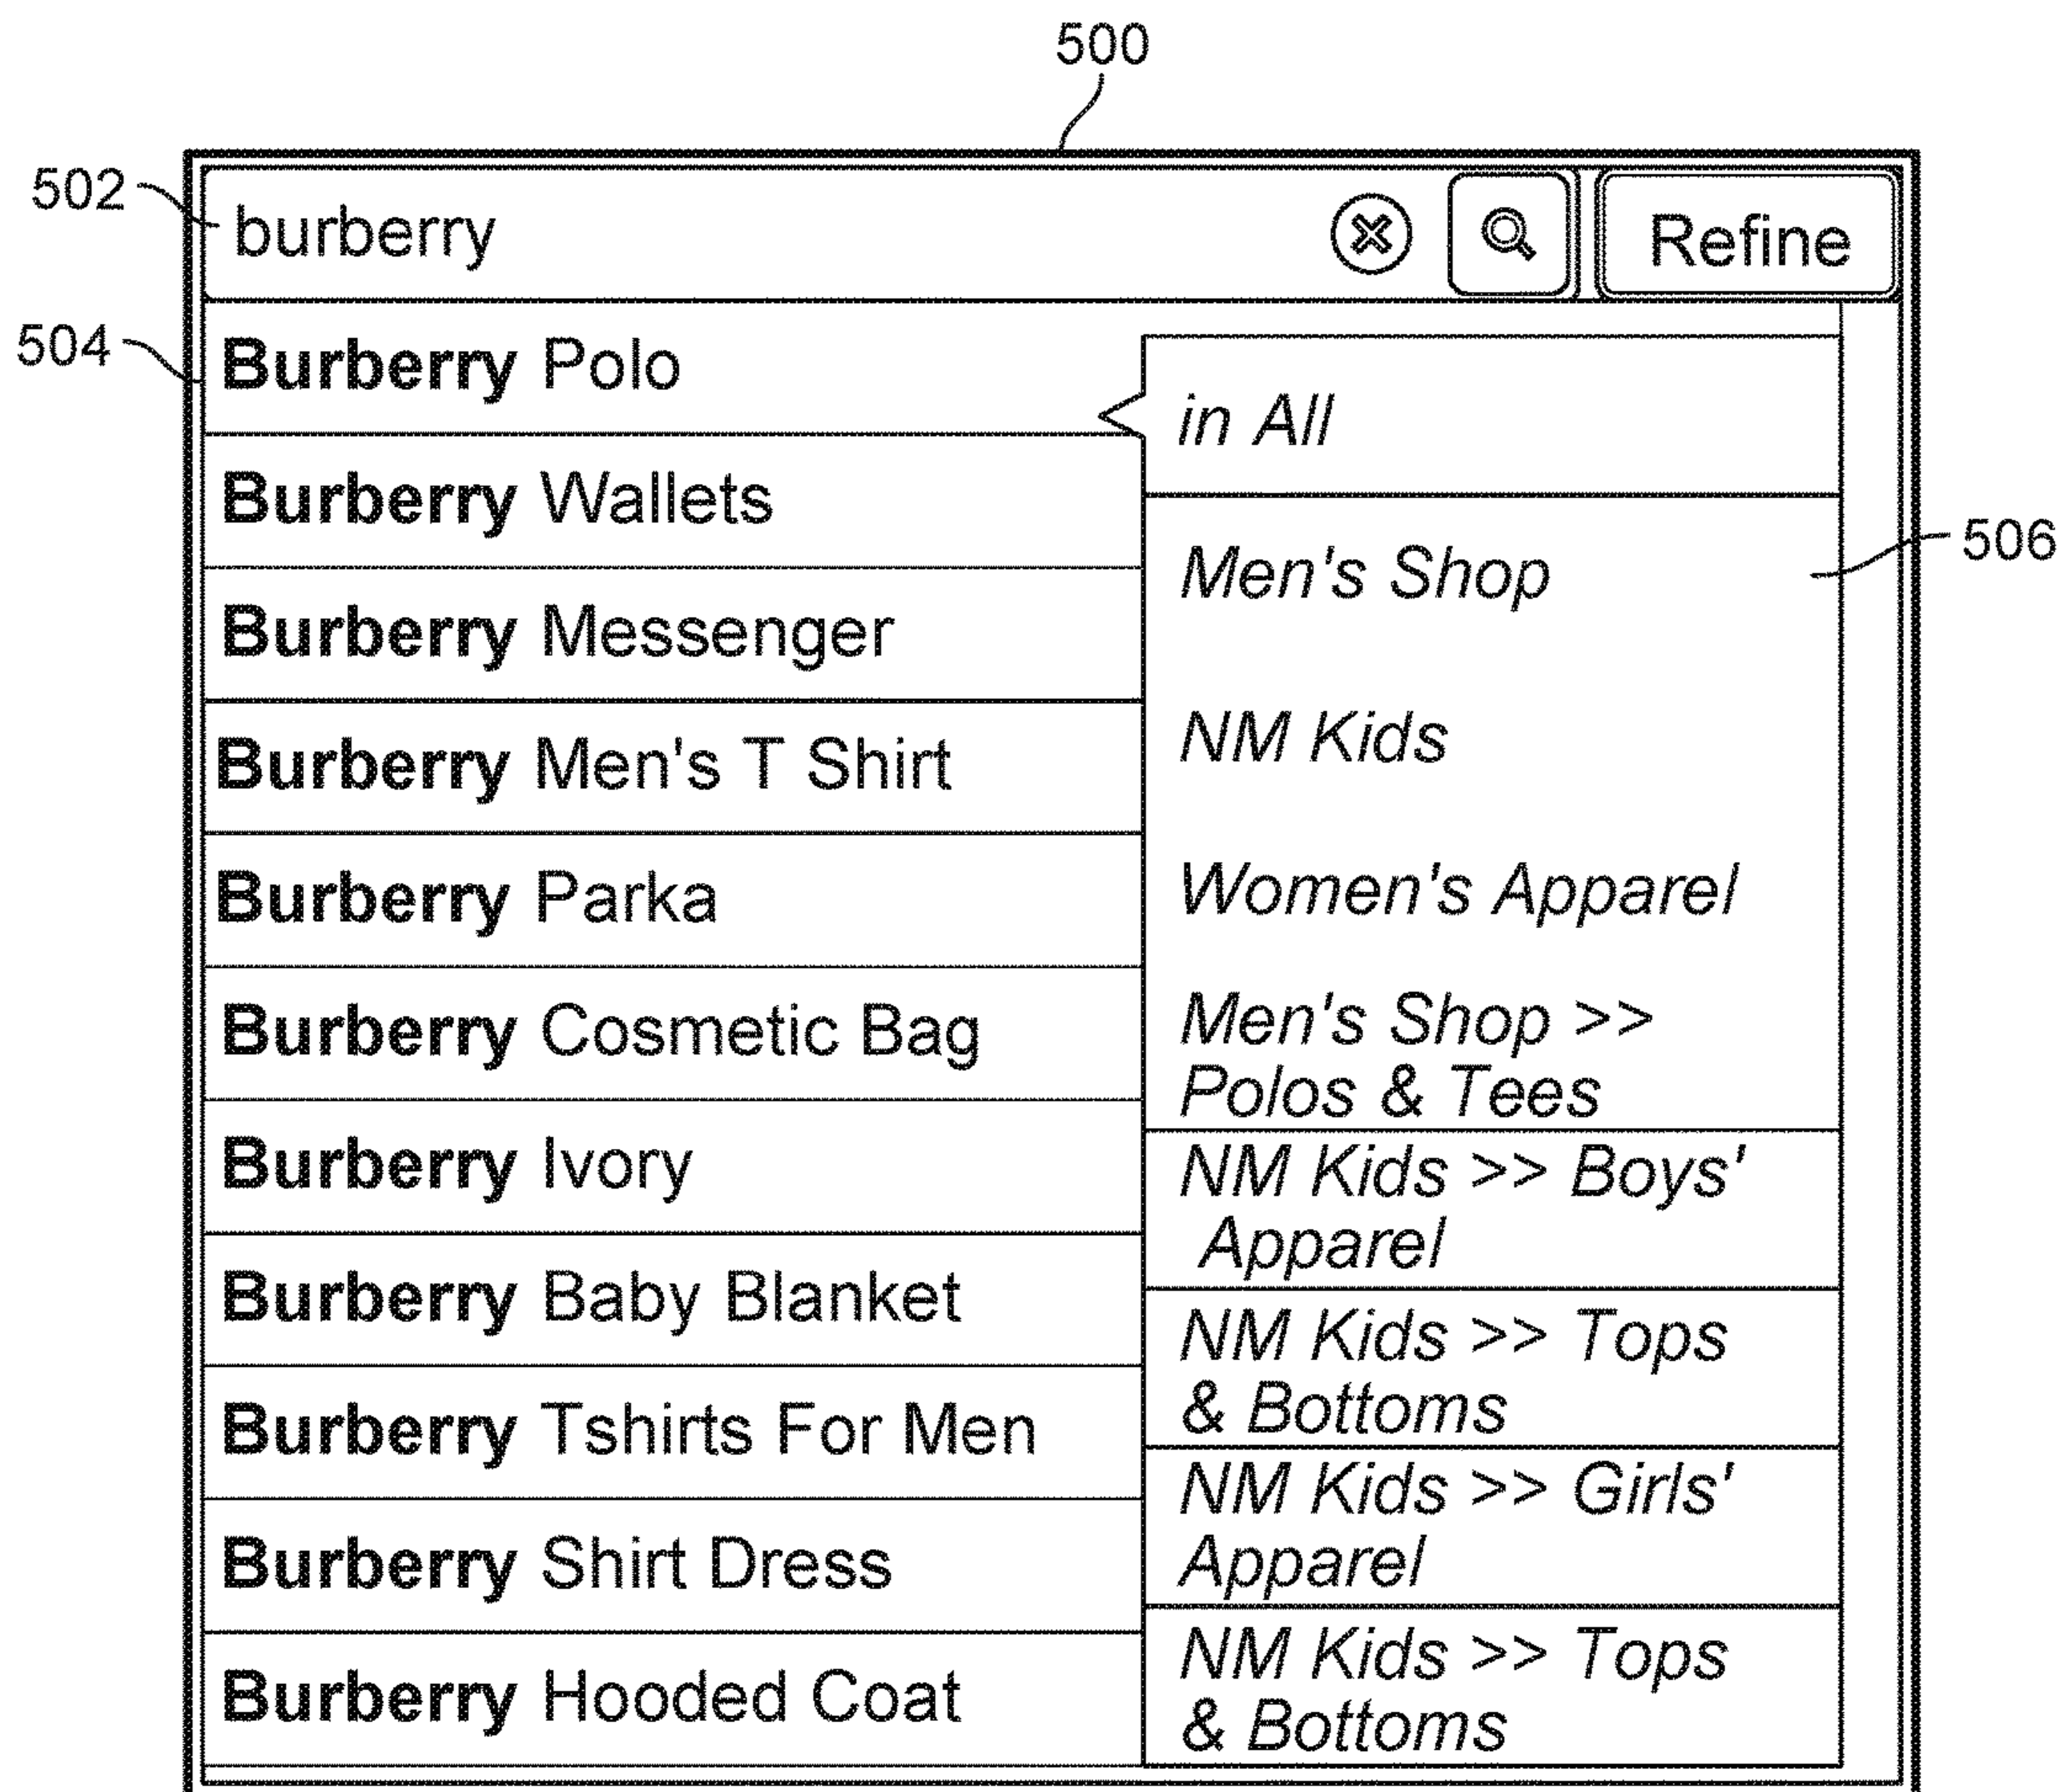 500
502
burberry
Refine
504
Burberry Polo
Burberry Wallets
Burberry Messenger
Burberry Men's T Shirt
Burberry Parka
Burberry Cosmetic Bag
Burberry Ivory
Burberry Baby Blanket
Burberry Tshirts For Men
Burberry Shirt Dress
Burberry Hooded Coat
in All
Men's Shop
506
NM Kids
Women's Apparel
Men's Shop >>
Polos & Tees
NM Kids >> Boys'
Apparel
NM Kids >> Tops
& Bottoms
NM Kids >> Girls'
Apparel
NM Kids >> Tops
& Bottoms